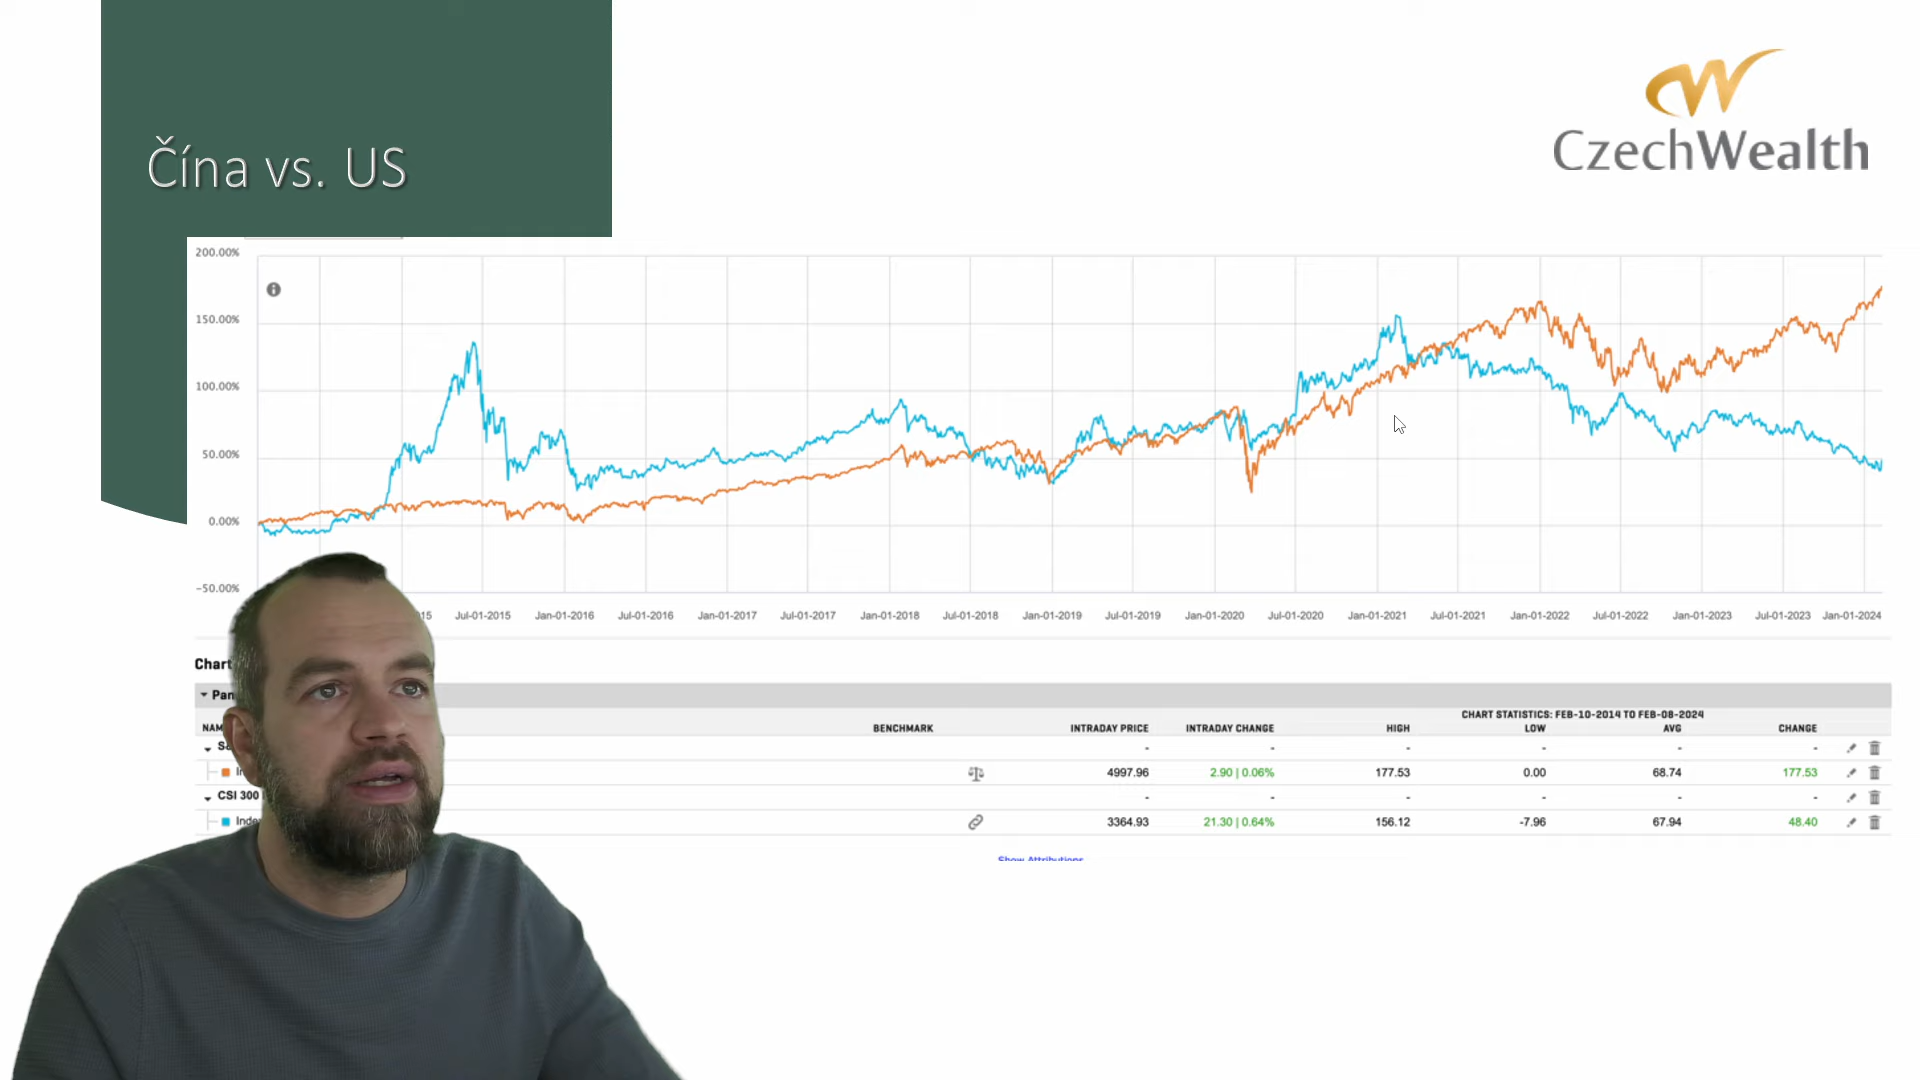 Čína vs. US
CzechWealth
200.00%
150.00%
100.00%
50.00%
0.00%
-50.00%
Jul-01-2015 Jan-01-2016 Jul-01-2016 Jan-01-2017 Jul-01-2017 Jan-01-2018 Jul-01-2018 Jan-01-2019 Jul-01-2019 Jan-01-2020 Jul-01-2020 Jan-01-2021 Jul-01-2021 Jan-01-2022 Jul-01-2022 Jan-01-2023 Jul-01-2023 Jan-01-2024
Chart
CHART STATISTICS: FEB-10-2014 TO FEB-08-2024
BENCHMARK INTRADAY PRICE INTRADAY CHANGE HIGH LOW AVG CHANGE
- - - - - -
4997.96 2.90 | 0.06% 177.53 0.00 68.74 177.53
CSI 300 - - - - - -
3364.93 21.30 | 0.64% 156.12 -7.96 67.94 48.40
Show Attributions